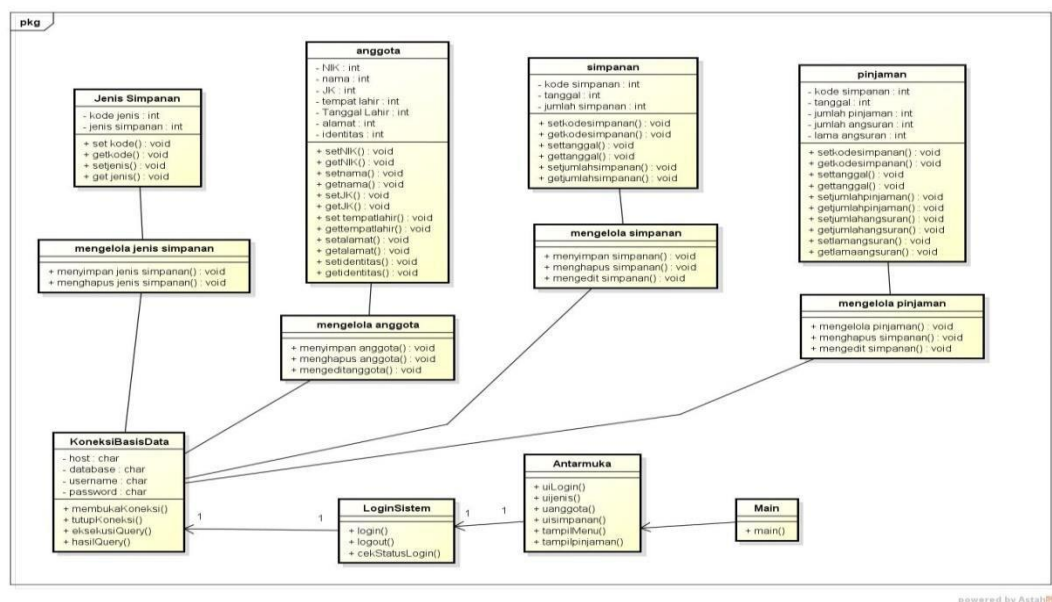 pkg
Jenis Simpanan
- kode jenis : int
- jenis simpanan : int
+ set kode() : void
+ getkode() : void
+ setjenis() : void
+ get jenis() : void
anggota
- NIK : int
- nama : int
- JK : int
- tempat lahir : int
- Tanggal Lahir : int
- alamat : int
- identitas : int
+ setNIK() : void
+ getNIK() : void
+ setnama() : void
+ getnama() : void
+ setJK() : void
+ getJK() : void
+ set tempatlahir() : void
+ gettempatlahir() : void
+ setalamat() : void
+ getalamat() : void
+ setidentitas() : void
+ getidentitas() : void
simpanan
- kode simpanan : int
- tanggal : int
- jumlah simpanan : int
+ setkodesimpanan() : void
+ getkodesimpanan() : void
+ settanggal() : void
+ gettanggal() : void
+ setjumlahsimpanan() : void
+ getjumlahsimpanan() : void
pinjaman
- kode simpanan : int
- tanggal : int
- jumlah pinjaman : int
- jumlah angsuran : int
- lama angsuran : int
+ setkodesimpanan() : void
+ getkodesimpanan() : void
+ settanggal() : void
+ gettanggal() : void
+ setjumlahpinjaman() : void
+ getjumlahpinjaman() : void
+ setjumlahangsuran() : void
+ getjumlahangsuran() : void
+ setlamangsuran() : void
+ getlamaangsuran() : void
mengelola jenis simpanan
+ menyimpan jenis simpanan() : void
+ menghapus jenis simpanan() : void
mengelola anggota
+ menyimpan anggota() : void
+ menghapus anggota() : void
+ mengeditanggota() : void
mengelola simpanan
+ menyimpan simpanan() : void
+ menghapus simpanan() : void
+ mengedit simpanan() : void
mengelola pinjaman
+ mengelola pinjaman() : void
+ menghapus simpanan() : void
+ mengedit simpanan() : void
KoneksiBasisData
- host : char
- database : char
- username : char
- password : char
+ membukaKoneksi()
+ tutupKoneksi()
+ eksekusiQuery()
+ hasilQuery()
1
1
LoginSistem
+ login()
+ logout()
+ cekStatusLogin()
1
1
Antarmuka
+ uiLogin()
+ uijenis()
+ uanggota()
+ uisimpanan()
+ tampilMenu()
+ tampilpinjaman()
Main
+ main()
powered by Astah